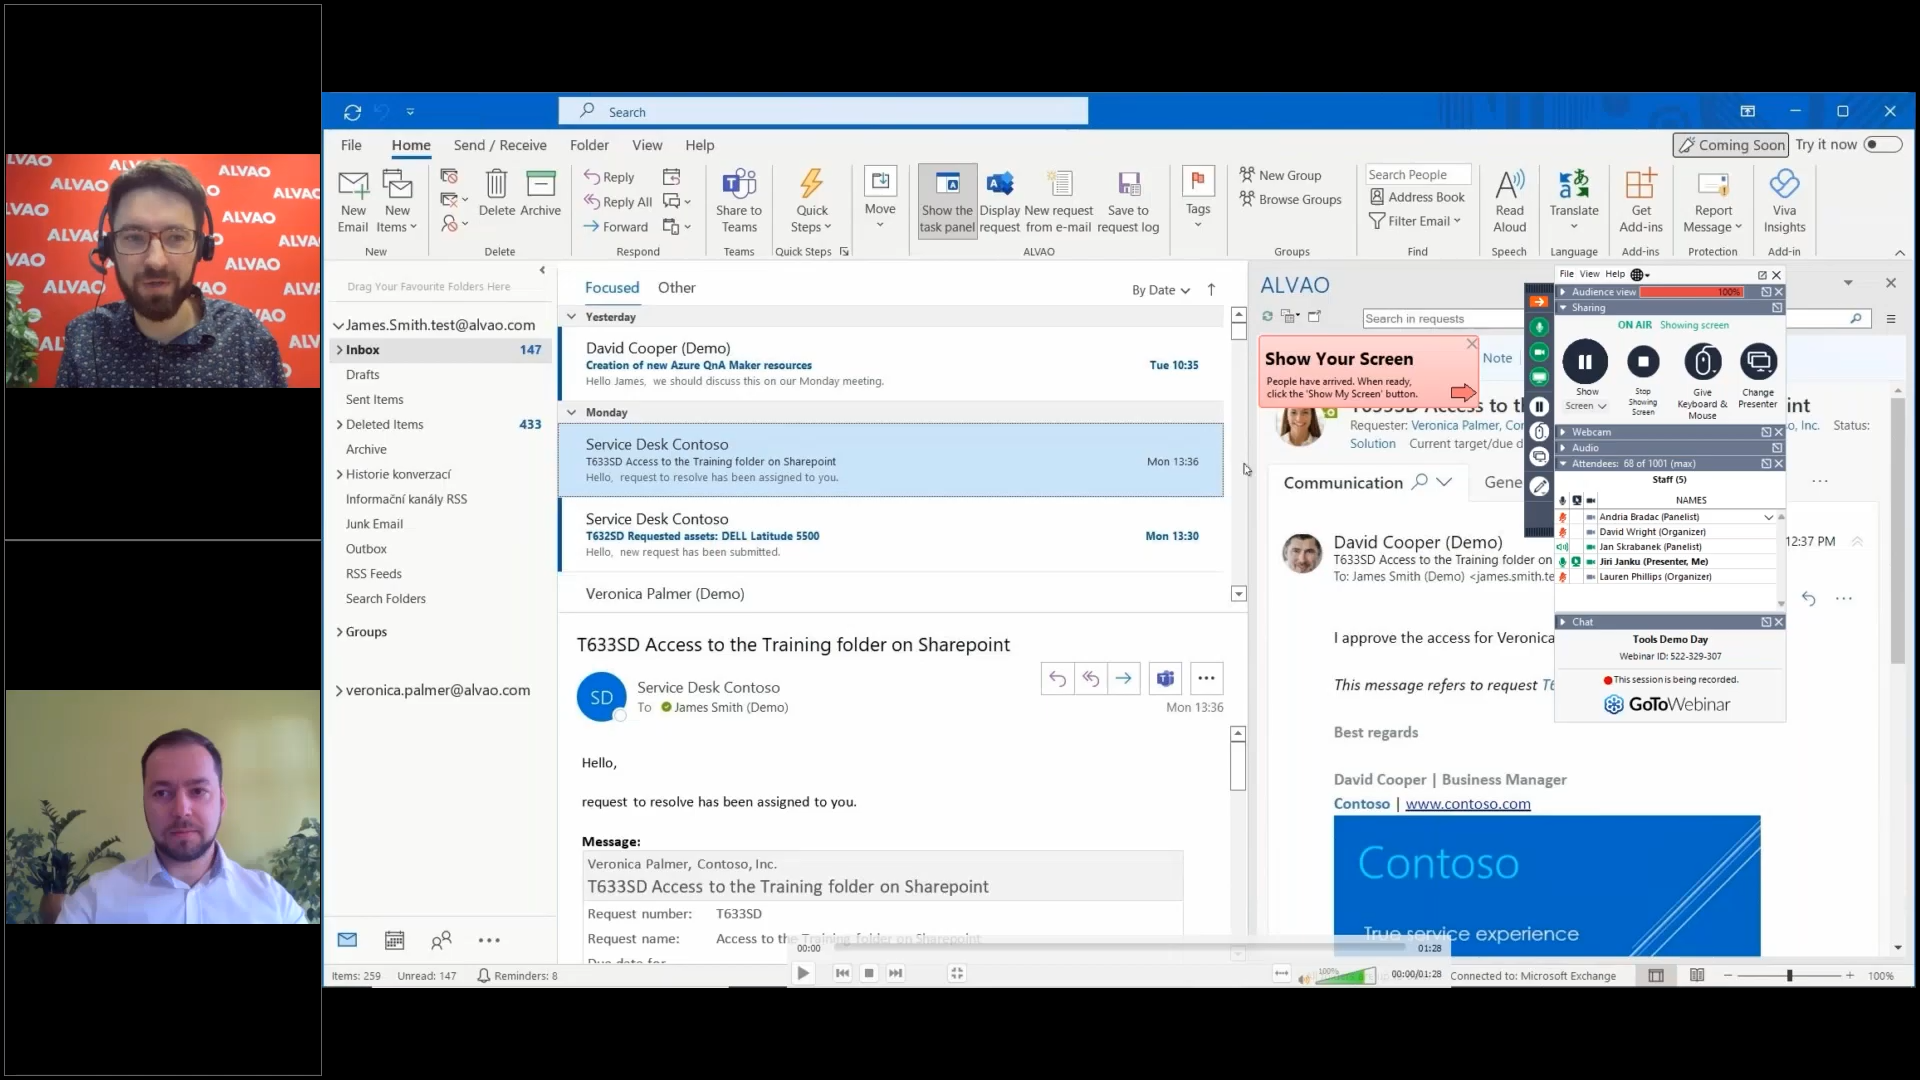 ALVAO
ALVAO
ALVAO
ALVAO
ALVAO
Search
File Home Send / Receive Folder View Help
Coming Soon Try it now
New Email
New Items
Delete
Archive
Reply
Reply All
Forward
Share to Teams
Quick Steps
Move
Show the task panel
Display request
New request from e-mail
Save to request log
Tags
New Group
Browse Groups
Search People
Address Book
Filter Email
Read Aloud
Translate
Get Add-ins
Report Message
Viva Insights
New Delete Respond Teams Quick Steps ALVAO Groups Find Speech Language Add-ins Protection Add-in
Drag Your Favourite Folders Here
James.Smith.test@alvao.com
Inbox 147
Drafts
Sent Items
Deleted Items 433
Archive
Historie konverzací
Informační kanály RSS
Junk Email
Outbox
RSS Feeds
Search Folders
Groups
veronica.palmer@alvao.com
Focused Other
By Date
Yesterday
David Cooper (Demo)
Creation of new Azure QnA Maker resources Tue 10:35
Hello James, we should discuss this on our Monday meeting.
Monday
Service Desk Contoso
T633SD Access to the Training folder on Sharepoint Mon 13:36
Hello, request to resolve has been assigned to you.
Service Desk Contoso
T632SD Requested assets: DELL Latitude 5500 Mon 13:30
Hello, new request has been submitted.
Veronica Palmer (Demo)
T633SD Access to the Training folder on Sharepoint
SD
Service Desk Contoso
To James Smith (Demo)
Mon 13:36
Hello,
request to resolve has been assigned to you.
Message:
Veronica Palmer, Contoso, Inc.
T633SD Access to the Training folder on Sharepoint
Request number: T633SD
Request name: Access to the Training folder on Sharepoint
ALVAO
Search in requests
Show Your Screen
People have arrived. When ready,
click the 'Show My Screen' button.
Note
Requester: Veronica Palmer, Inc. Status:
Solution Current target/due d
Communication Gene
David Cooper (Demo)
T633SD Access to the Training folder on
To: James Smith (Demo) <james.smith.te
12:37 PM
I approve the access for Veronica
This message refers to request
Best regards
David Cooper | Business Manager
Contoso | www.contoso.com
Contoso
True service experience
File View Help
Audience view 100%
Sharing
ON AIR Showing screen
Show Screen
Stop Showing Screen
Give Keyboard & Mouse
Change Presenter
Webcam
Audio
Attendees: 68 of 1001 (max)
Staff (5)
NAMES
Andria Bradac (Panelist)
David Wright (Organizer)
Jan Skrabanek (Panelist)
Jiri Janku (Presenter, Me)
Lauren Phillips (Organizer)
Chat
Tools Demo Day
Webinar ID: 522-329-307
This session is being recorded.
GoToWebinar
00:00 01:28
100% 00:00/01:28
Items: 259 Unread: 147 Reminders: 8
Connected to: Microsoft Exchange 100%